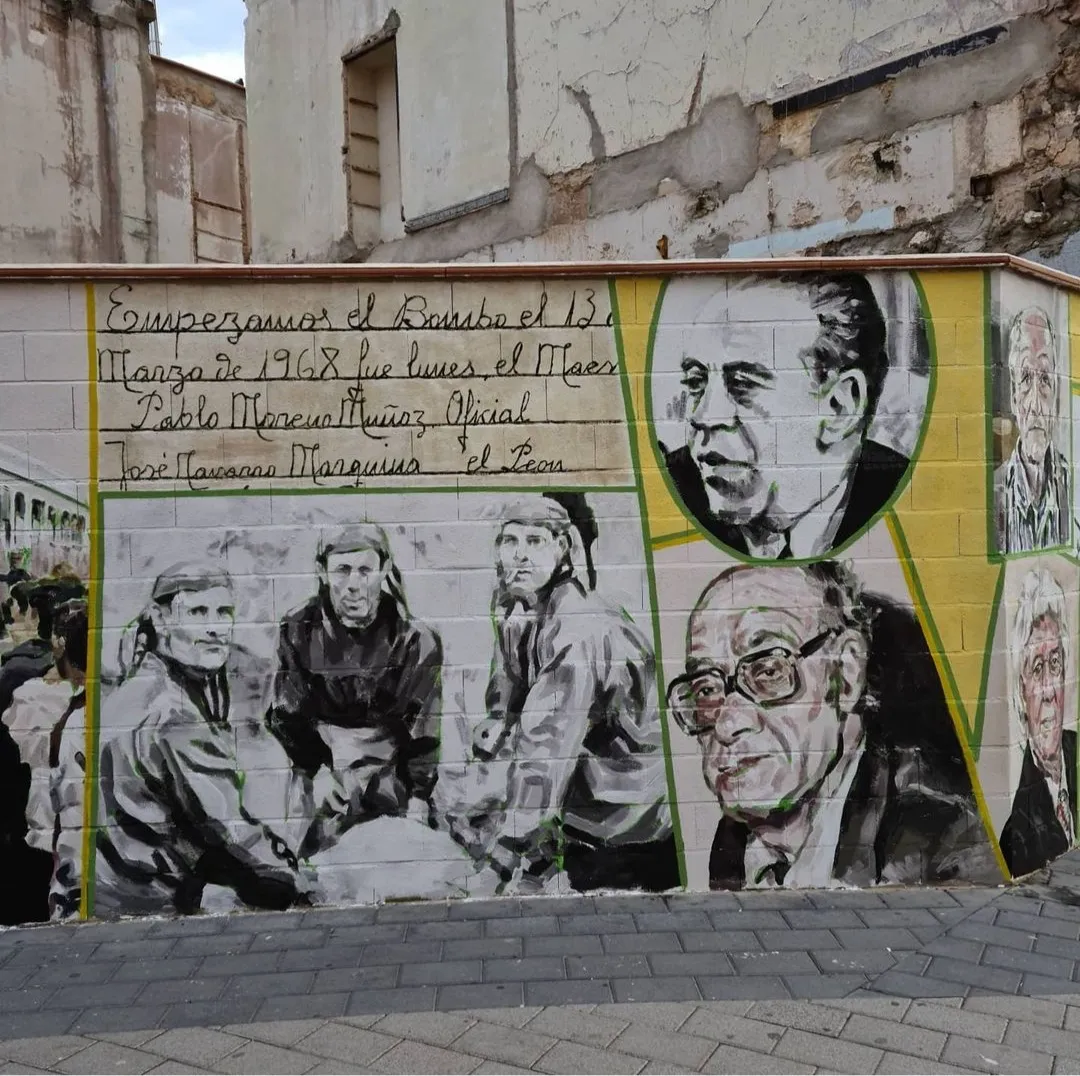 Empezamos el Bombo el 13
Marzo de 1968 fue lunes, el Maes
Pablo Moreno Muñoz, Oficial
José Navarro Marquina el Peon